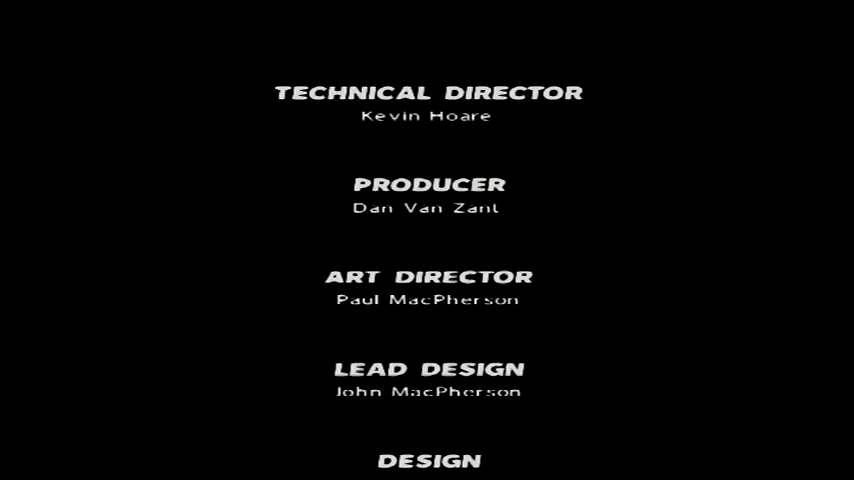 TECHNICAL DIRECTOR
Kevin Hoare
PRODUCER
Dan Van Zant
ART DIRECTOR
Paul MacPherson
LEAD DESIGN
John MacPherson
DESIGN